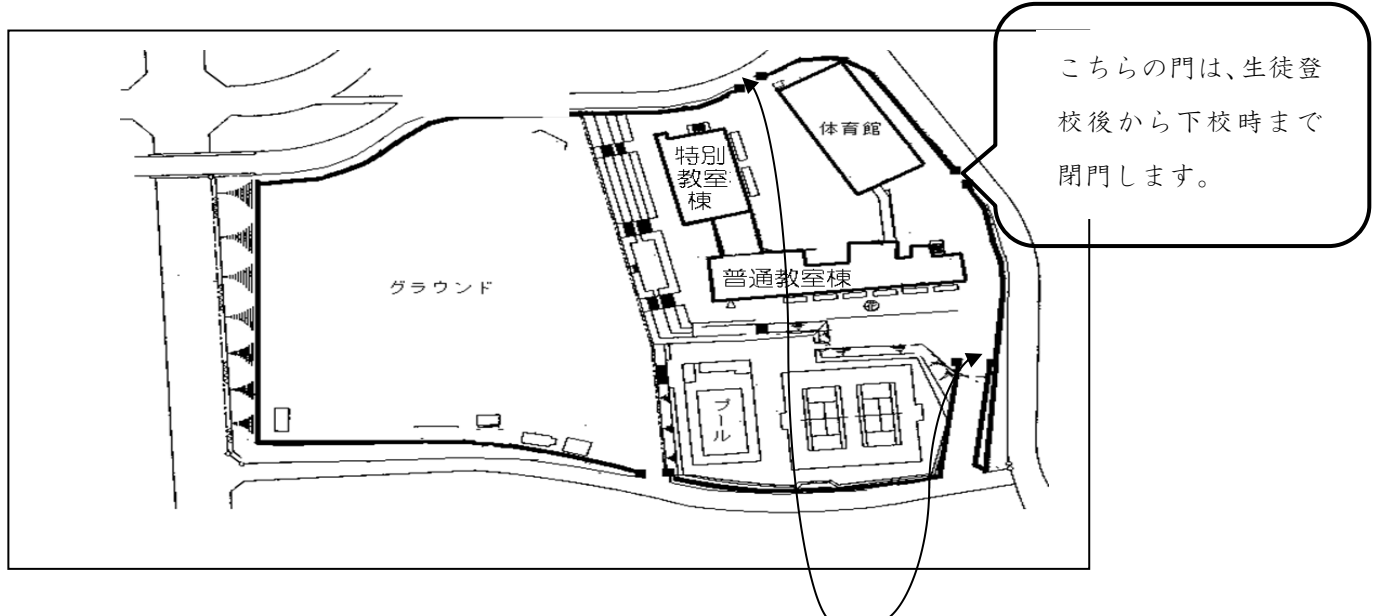 こちらの門は、生徒登
校後から下校時まで
閉門します。
体育館
特別
教室
棟
普通教室棟
グラウンド
プール